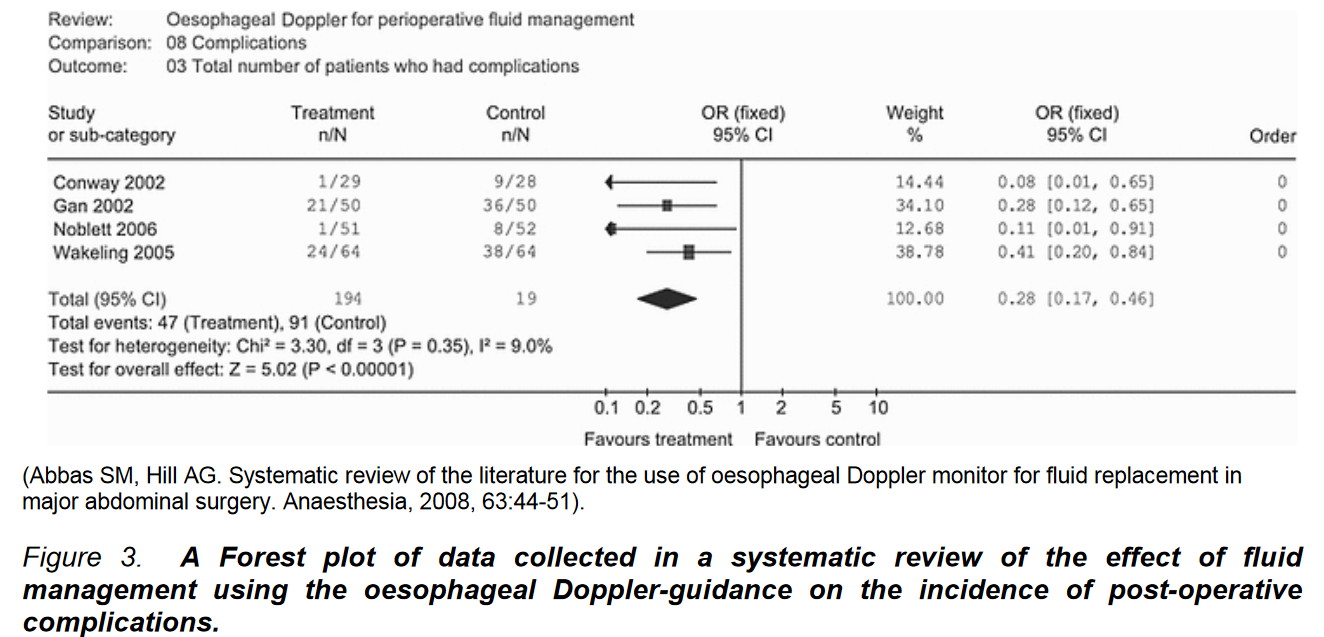 Review: Oesophageal Doppler for perioperative fluid management
Comparison: 08 Complications
Outcome: 03 Total number of patients who had complications
Study Treatment Control OR (fixed) Weight OR (fixed)
or sub-category n/N n/N 95% CI % 95% CI Order
Conway 2002 1/29 9/28 14.44 0.08 [0.01, 0.65] 0
Gan 2002 21/50 36/50 34.10 0.28 [0.12, 0.65] 0
Noblett 2006 1/51 8/52 12.68 0.11 [0.01, 0.91] 0
Wakeling 2005 24/64 38/64 38.78 0.41 [0.20, 0.84] 0
Total (95% CI) 194 19 100.00 0.28 [0.17, 0.46]
Total events: 47 (Treatment), 91 (Control)
Test for heterogeneity: Chi² = 3.30, df = 3 (P = 0.35), I² = 9.0%
Test for overall effect: Z = 5.02 (P < 0.00001)
0.1 0.2 0.5 1 2 5 10
Favours treatment Favours control
(Abbas SM, Hill AG. Systematic review of the literature for the use of oesophageal Doppler monitor for fluid replacement in
major abdominal surgery. Anaesthesia, 2008, 63:44-51).
Figure 3. A Forest plot of data collected in a systematic review of the effect of fluid
management using the oesophageal Doppler-guidance on the incidence of post-operative
complications.